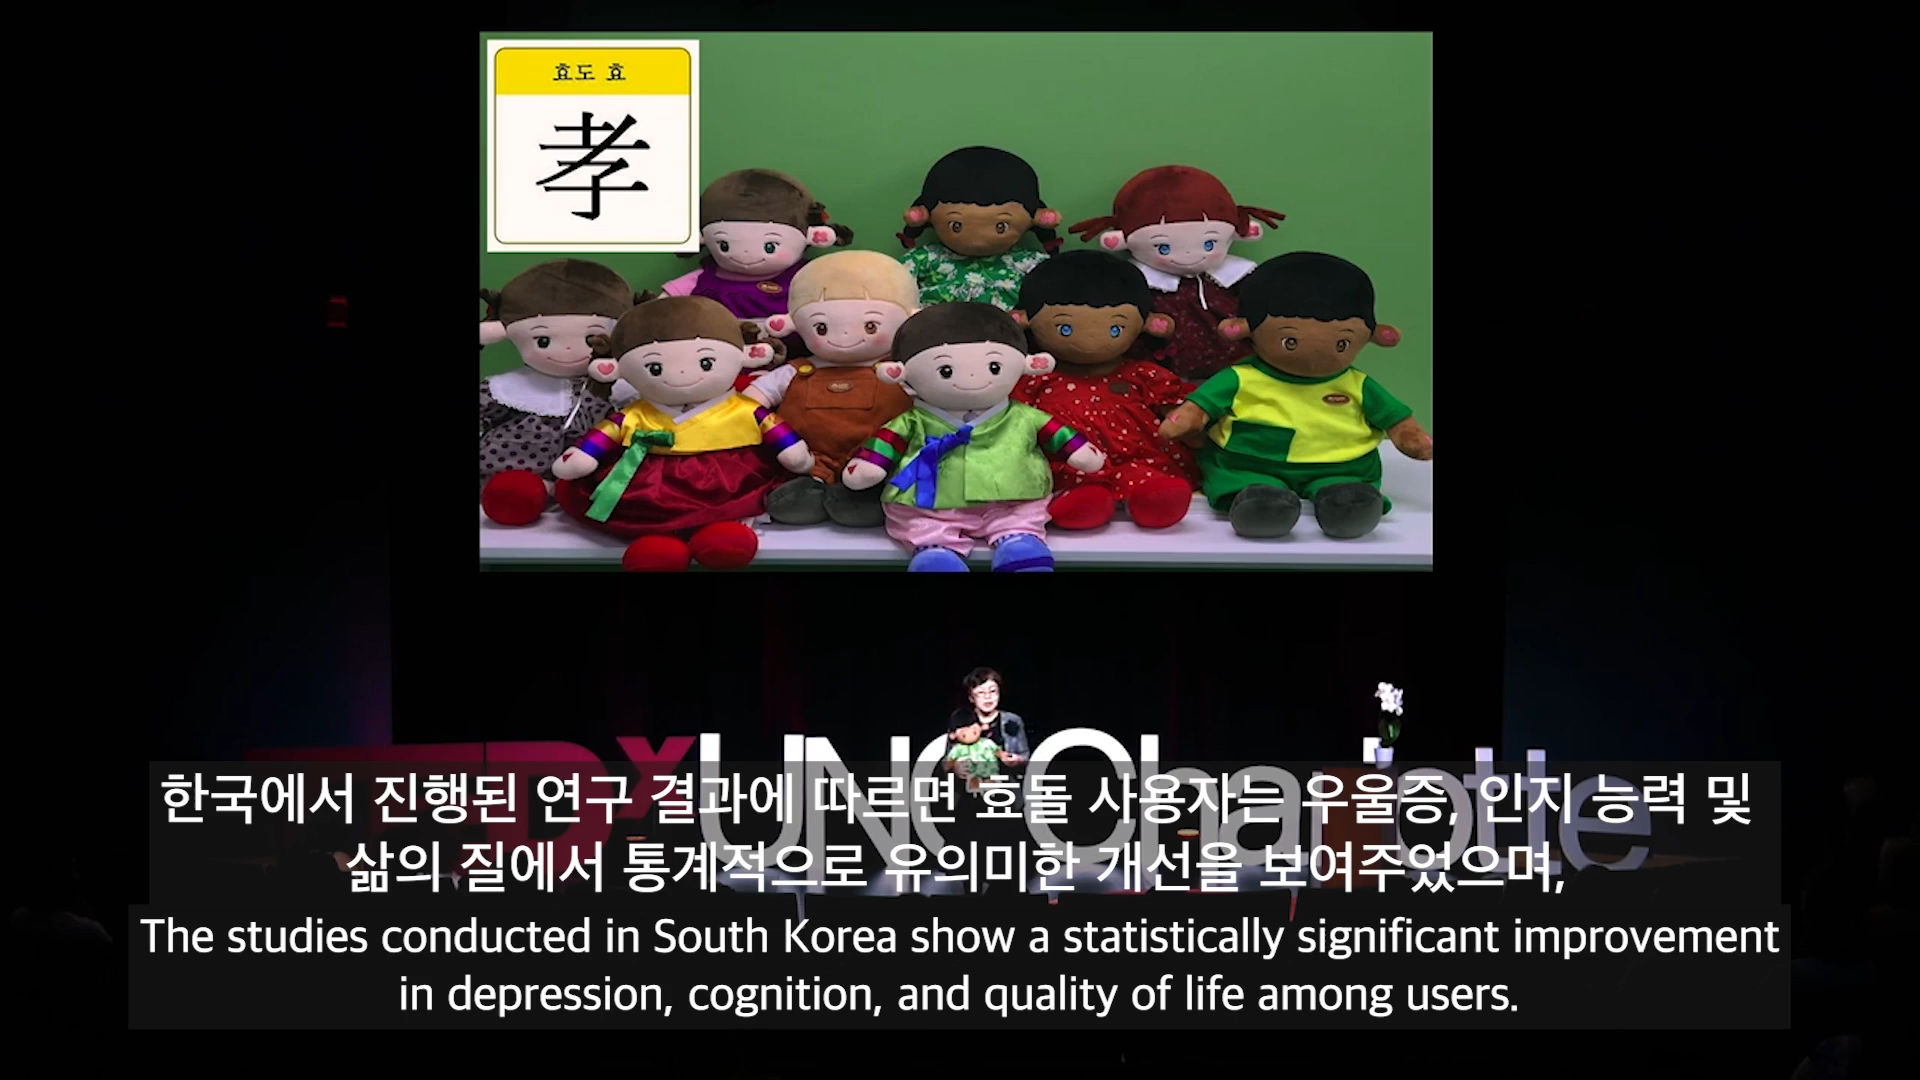 효도 효
孝
TEDxUNCCharlotte
한국에서 진행된 연구 결과에 따르면 효돌 사용자는 우울증, 인지 능력 및
삶의 질에서 통계적으로 유의미한 개선을 보여주었으며,
The studies conducted in South Korea show a statistically significant improvement
in depression, cognition, and quality of life among users.